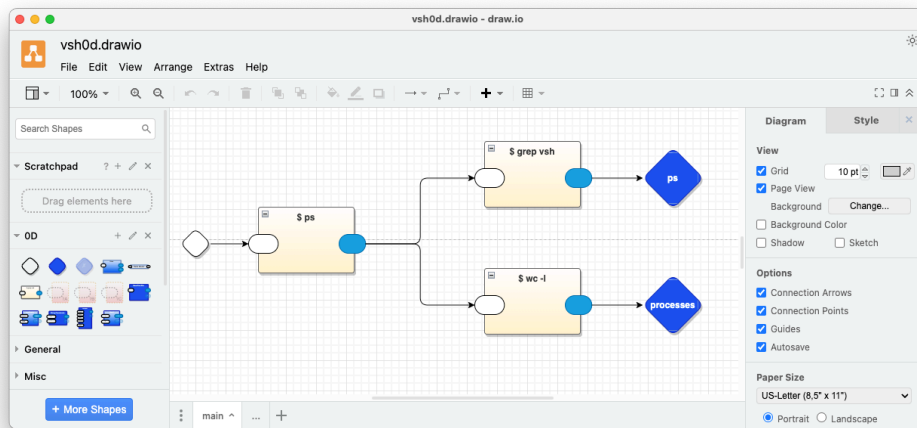 vsh0d.drawio - draw.io
vsh0d.drawio
File Edit View Arrange Extras Help
100%
Search Shapes
Scratchpad ?
Drag elements here
0D
General
Misc
+ More Shapes
$ ps
$ grep vsh
ps
$ wc -l
processes
main ... +
Diagram Style
View
Grid 10 pt
Page View
Background Change...
Background Color
Shadow Sketch
Options
Connection Arrows
Connection Points
Guides
Autosave
Paper Size
US-Letter (8,5" x 11")
Portrait Landscape